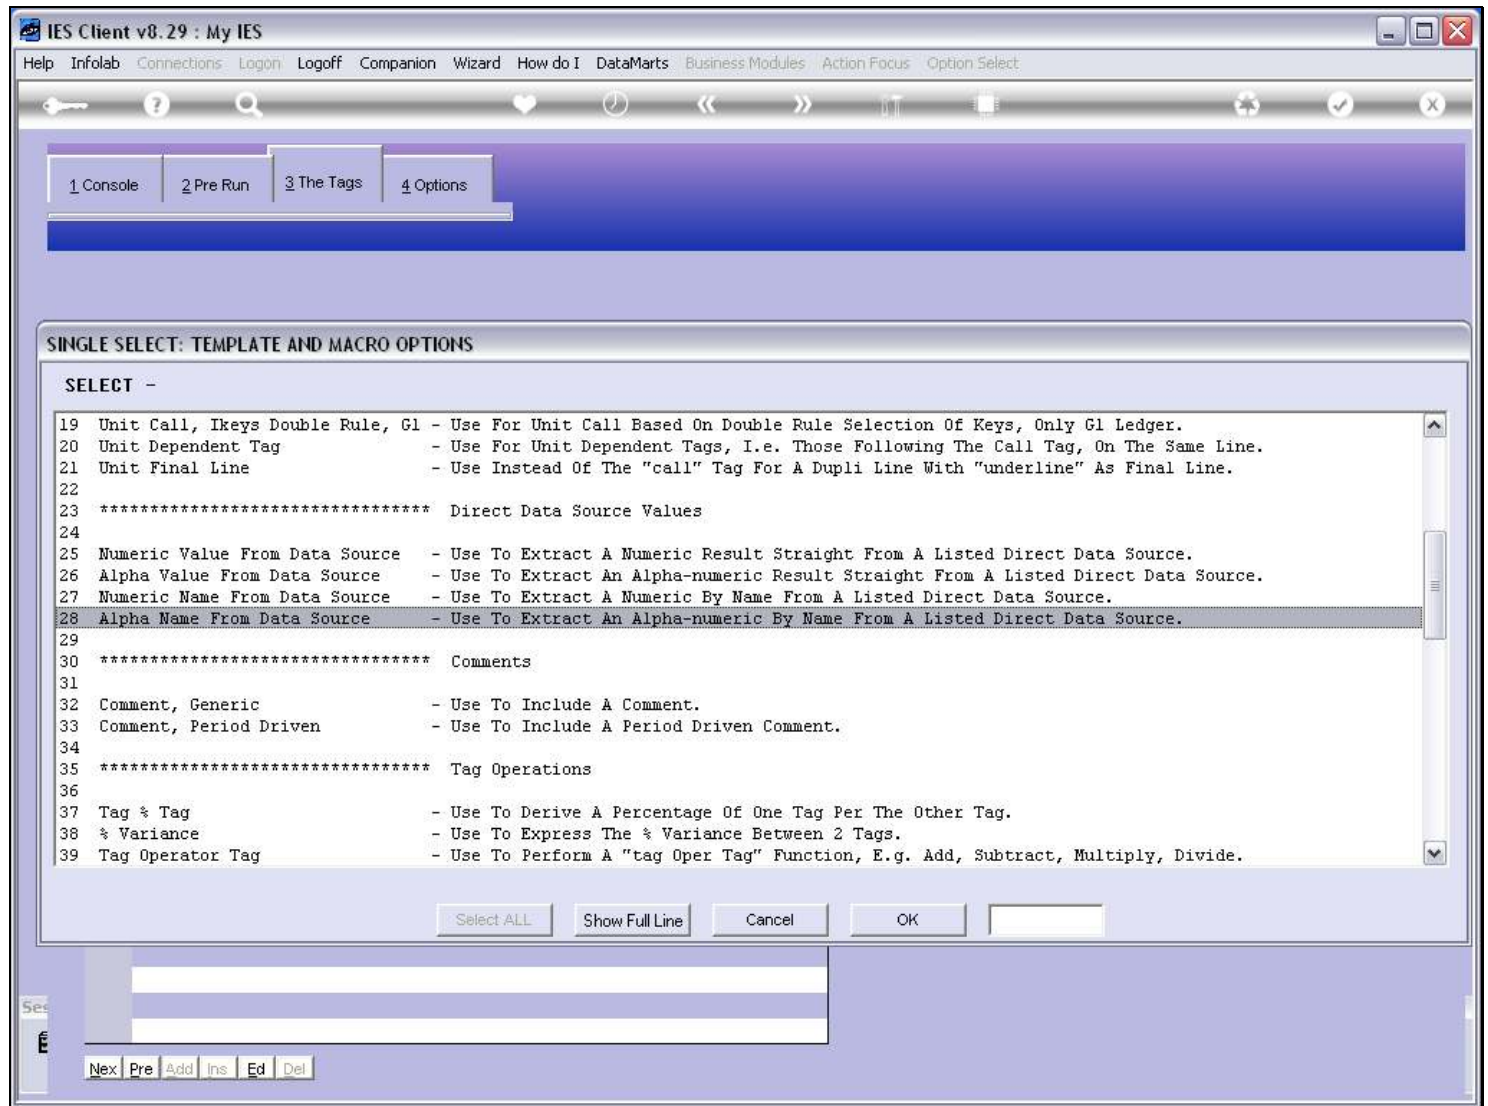 IES Client v8.29 : My IES
Help Infolab Connections Logon Logoff Companion Wizard How do I DataMarts Business Modules Action Focus Option Select
1 Console 2 Pre Run 3 The Tags 4 Options
SINGLE SELECT: TEMPLATE AND MACRO OPTIONS
SELECT -
19 Unit Call, Ikeys Double Rule, Gl - Use For Unit Call Based On Double Rule Selection Of Keys, Only Gl Ledger.
20 Unit Dependent Tag - Use For Unit Dependent Tags, I.e. Those Following The Call Tag, On The Same Line.
21 Unit Final Line - Use Instead Of The "call" Tag For A Dupli Line With "underline" As Final Line.
22
23 ********************************* Direct Data Source Values
24
25 Numeric Value From Data Source - Use To Extract A Numeric Result Straight From A Listed Direct Data Source.
26 Alpha Value From Data Source - Use To Extract An Alpha-numeric Result Straight From A Listed Direct Data Source.
27 Numeric Name From Data Source - Use To Extract A Numeric By Name From A Listed Direct Data Source.
28 Alpha Name From Data Source - Use To Extract An Alpha-numeric By Name From A Listed Direct Data Source.
29
30 ********************************* Comments
31
32 Comment, Generic - Use To Include A Comment.
33 Comment, Period Driven - Use To Include A Period Driven Comment.
34
35 ********************************* Tag Operations
36
37 Tag % Tag - Use To Derive A Percentage Of One Tag Per The Other Tag.
38 % Variance - Use To Express The % Variance Between 2 Tags.
39 Tag Operator Tag - Use To Perform A "tag Oper Tag" Function, E.g. Add, Subtract, Multiply, Divide.
Select ALL Show Full Line Cancel OK
Ses
Nex Pre Add Ins Ed Del